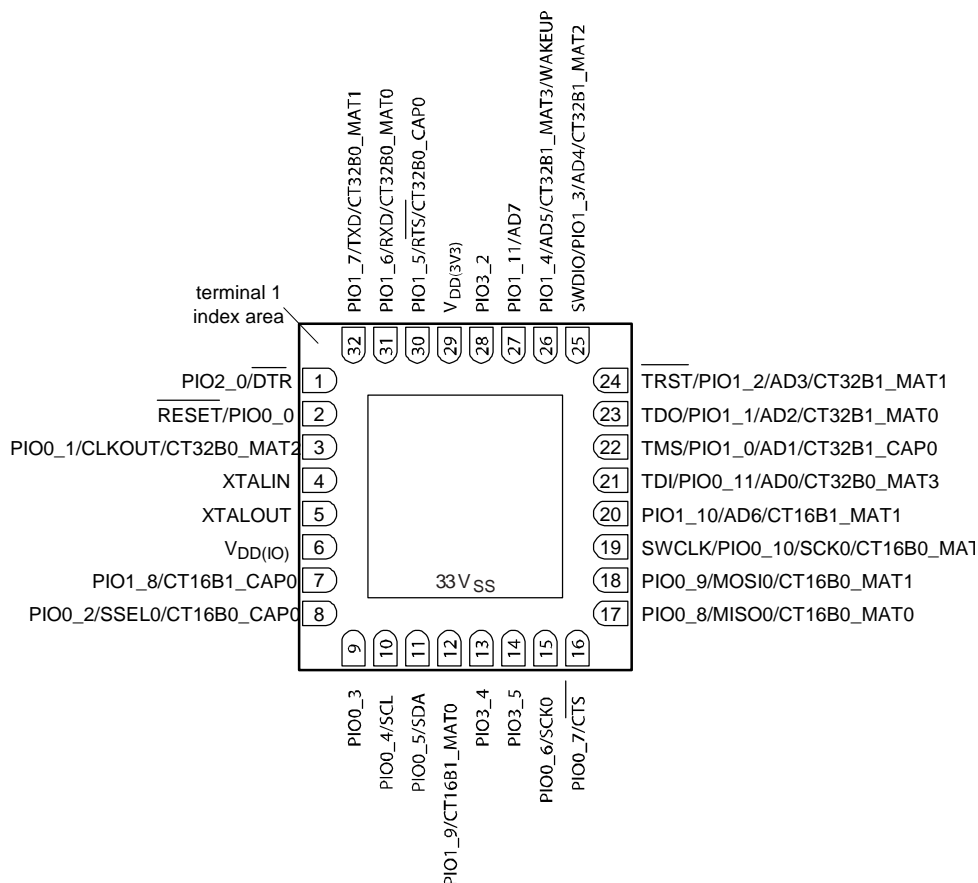 PIO1_7/TXD/CT32B0_MAT1
PIO1_6/RXD/CT32B0_MAT0
PIO1_5/RTS/CT32B0_CAP0
VDD(3V3)
PIO3_2
PIO1_11/AD7
PIO1_4/AD5/CT32B1_MAT3/WAKEUP
SWDIO/PIO1_3/AD4/CT32B1_MAT2
terminal 1
index area
32
31
30
29
28
27
26
25
PIO2_0/DTR 1
RESET/PIO0_0 2
PIO0_1/CLKOUT/CT32B0_MAT2 3
XTALIN 4
XTALOUT 5
VDD(IO) 6
PIO1_8/CT16B1_CAP0 7
PIO0_2/SSEL0/CT16B0_CAP0 8
24 TRST/PIO1_2/AD3/CT32B1_MAT1
23 TDO/PIO1_1/AD2/CT32B1_MAT0
22 TMS/PIO1_0/AD1/CT32B1_CAP0
21 TDI/PIO0_11/AD0/CT32B0_MAT3
20 PIO1_10/AD6/CT16B1_MAT1
19 SWCLK/PIO0_10/SCK0/CT16B0_MAT
18 PIO0_9/MOSI0/CT16B0_MAT1
17 PIO0_8/MISO0/CT16B0_MAT0
33 VSS
9
10
11
12
13
14
15
16
PIO0_3
PIO0_4/SCL
PIO0_5/SDA
PIO1_9/CT16B1_MAT0
PIO3_4
PIO3_5
PIO0_6/SCK0
PIO0_7/CTS